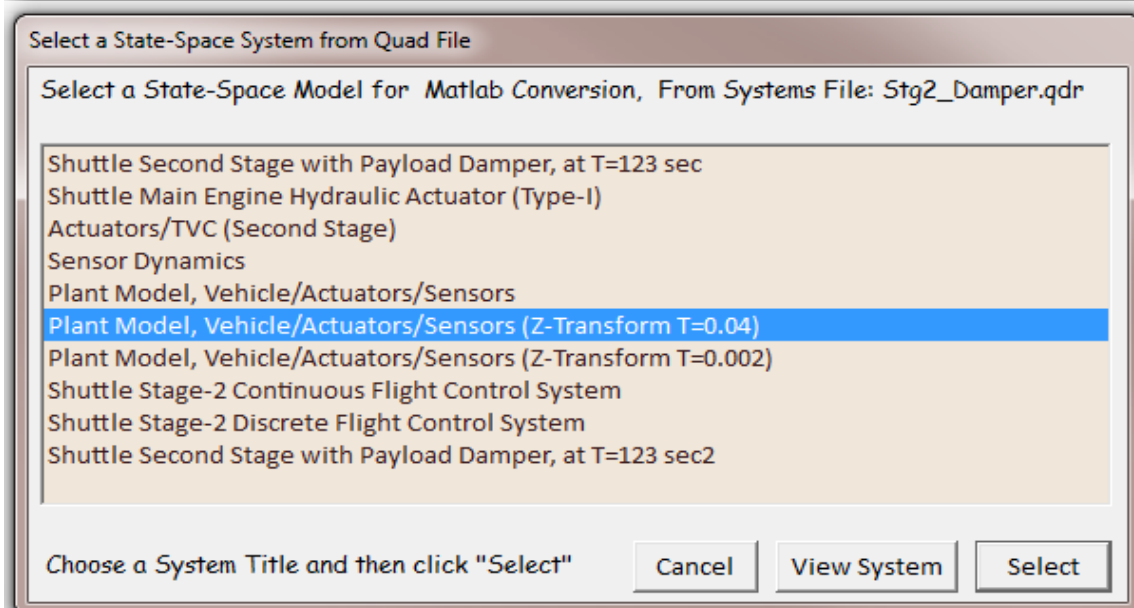 Select a State-Space System from Quad File
Select a State-Space Model for Matlab Conversion, From Systems File: Stg2_Damper.qdr
Shuttle Second Stage with Payload Damper, at T=123 sec
Shuttle Main Engine Hydraulic Actuator (Type-I)
Actuators/TVC (Second Stage)
Sensor Dynamics
Plant Model, Vehicle/Actuators/Sensors
Plant Model, Vehicle/Actuators/Sensors (Z-Transform T=0.04)
Plant Model, Vehicle/Actuators/Sensors (Z-Transform T=0.002)
Shuttle Stage-2 Continuous Flight Control System
Shuttle Stage-2 Discrete Flight Control System
Shuttle Second Stage with Payload Damper, at T=123 sec2
Choose a System Title and then click "Select" Cancel View System Select